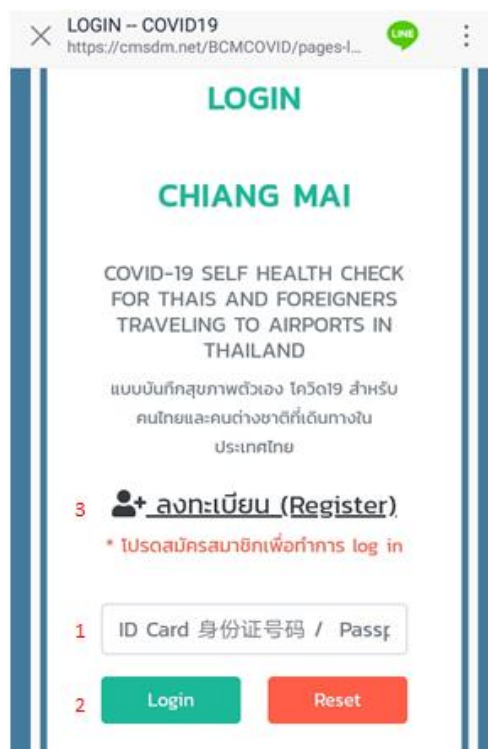 LOGIN -- COVID19
https://cmsdm.net/BCMCOVID/pages-l...
LINE
LOGIN
CHIANG MAI
COVID-19 SELF HEALTH CHECK
FOR THAIS AND FOREIGNERS
TRAVELING TO AIRPORTS IN
THAILAND
แบบบันทึกสุขภาพตัวเอง โควิด19 สำหรับ
คนไทยและคนต่างชาติที่เดินทางใน
ประเทศไทย
3 ลงทะเบียน (Register)
* โปรดสมัครสมาชิกเพื่อทำการ log in
1 ID Card 身份证号码 / Passp
2 Login Reset